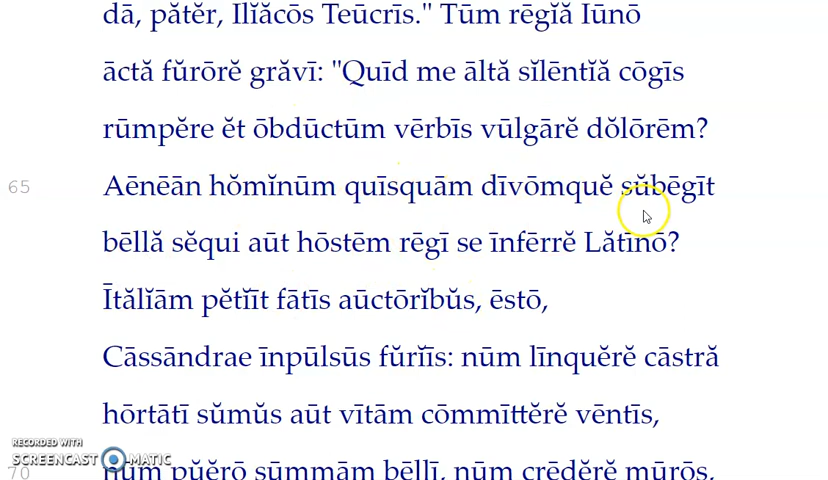 dā, pătĕr, Ilĭăcōs Teūcrīs." Tūm rēgĭă Iūnō
āctă fŭrōrĕ grăvī: "Quīd me āltă sĭlēntĭă cōgīs
rūmpĕre ĕt ōbdūctūm vērbīs vūlgārĕ dŏlōrēm?
65 Aēnēān hŏmĭnūm quīsquām dīvōmquĕ sŭbēgīt
bēllă sĕqui aūt hōstēm rēgī se īnfērrĕ Lătīnō?
Ītălĭām pĕtĭīt fātīs aūctōrĭbŭs, ēstō,
Cāssāndrae īnpūlsūs fŭrĭīs: nūm līnquĕrĕ cāstră
hōrtātī sŭmŭs aūt vītām cōmmīttĕrĕ vēntīs,
RECORDED WITH
SCREENCAST-O-MATIC
70 nūm pŭĕrō sūmmām bēllī, nūm crēdĕrĕ mūrōs,